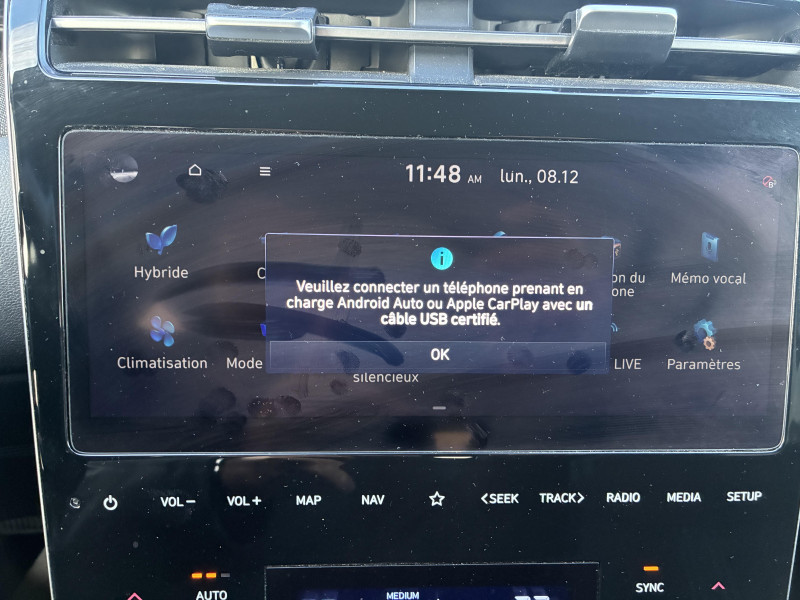 11:48 AM lun., 08.12
Hybride
Mémo vocal
Veuillez connecter un téléphone prenant en
charge Android Auto ou Apple CarPlay avec un
câble USB certifié.
OK
Climatisation
Mode
silencieux
LIVE
Paramètres
VOL− VOL+ MAP NAV <SEEK TRACK> RADIO MEDIA SETUP
AUTO
MEDIUM
SYNC